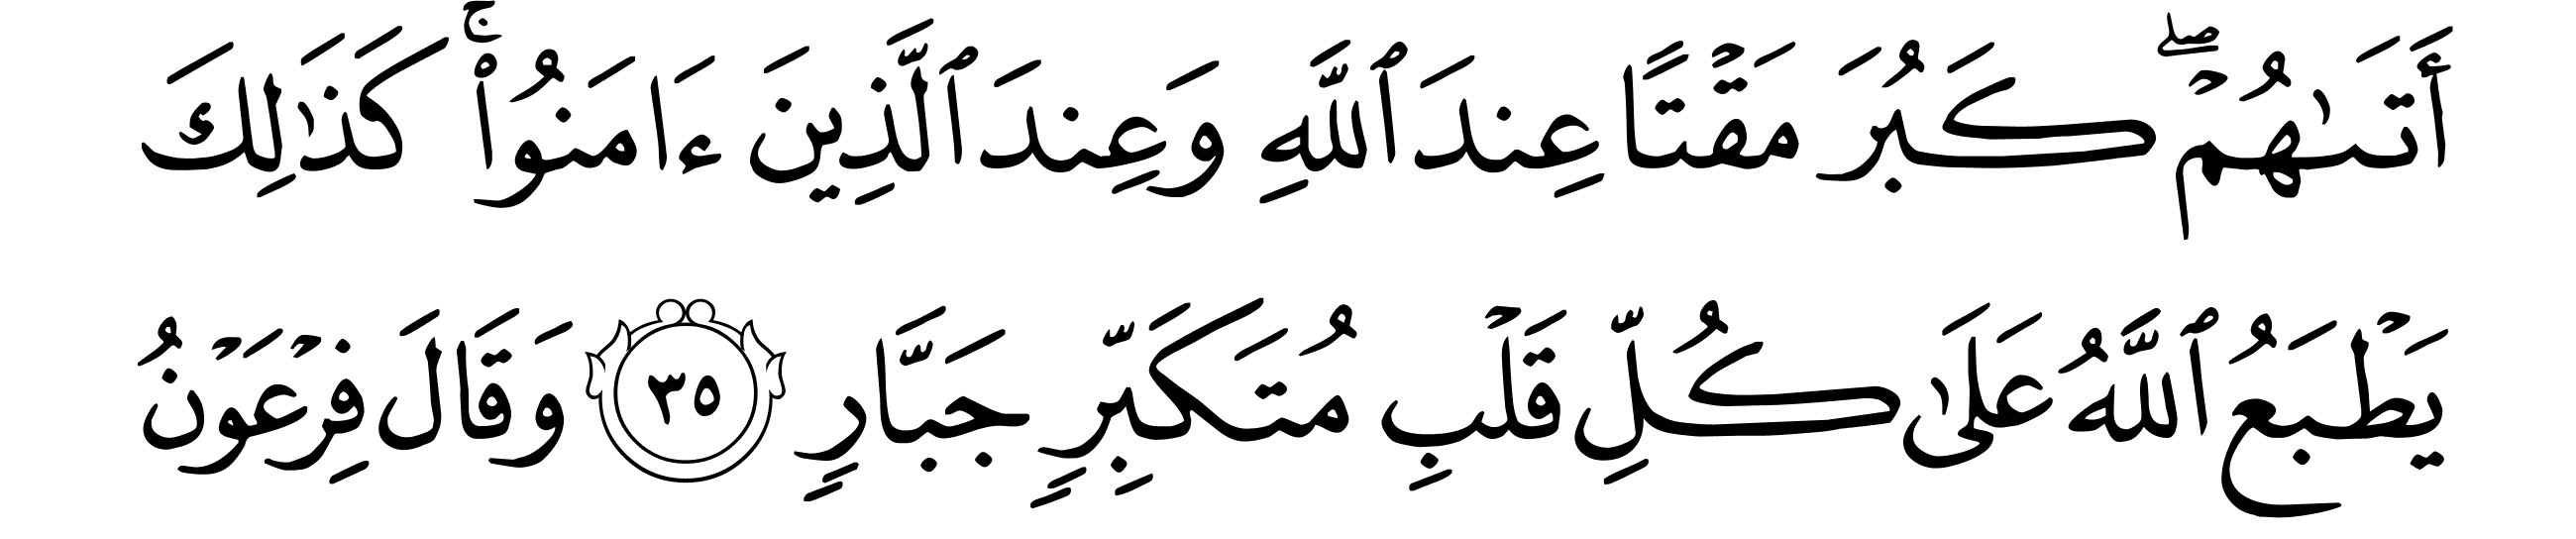 أَتَىٰهُمۡۖ كَبُرَ مَقۡتًا عِندَ ٱللَّهِ وَعِندَ ٱلَّذِينَ ءَامَنُواْۚ كَذَٰلِكَ
يَطۡبَعُ ٱللَّهُ عَلَىٰ كُلِّ قَلۡبِ مُتَكَبِّرٖ جَبَّارٖ ٣٥ وَقَالَ فِرۡعَوۡنُ